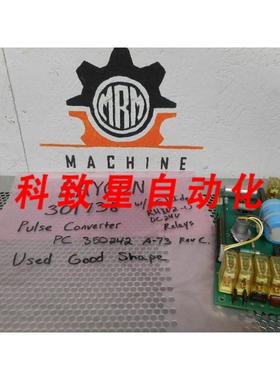 MRM
MACHINE
科致星自动化
301736
Pulse Converter
PC 350242 A-73 Rev C.
DC 24V
Relays
Used Good Shape